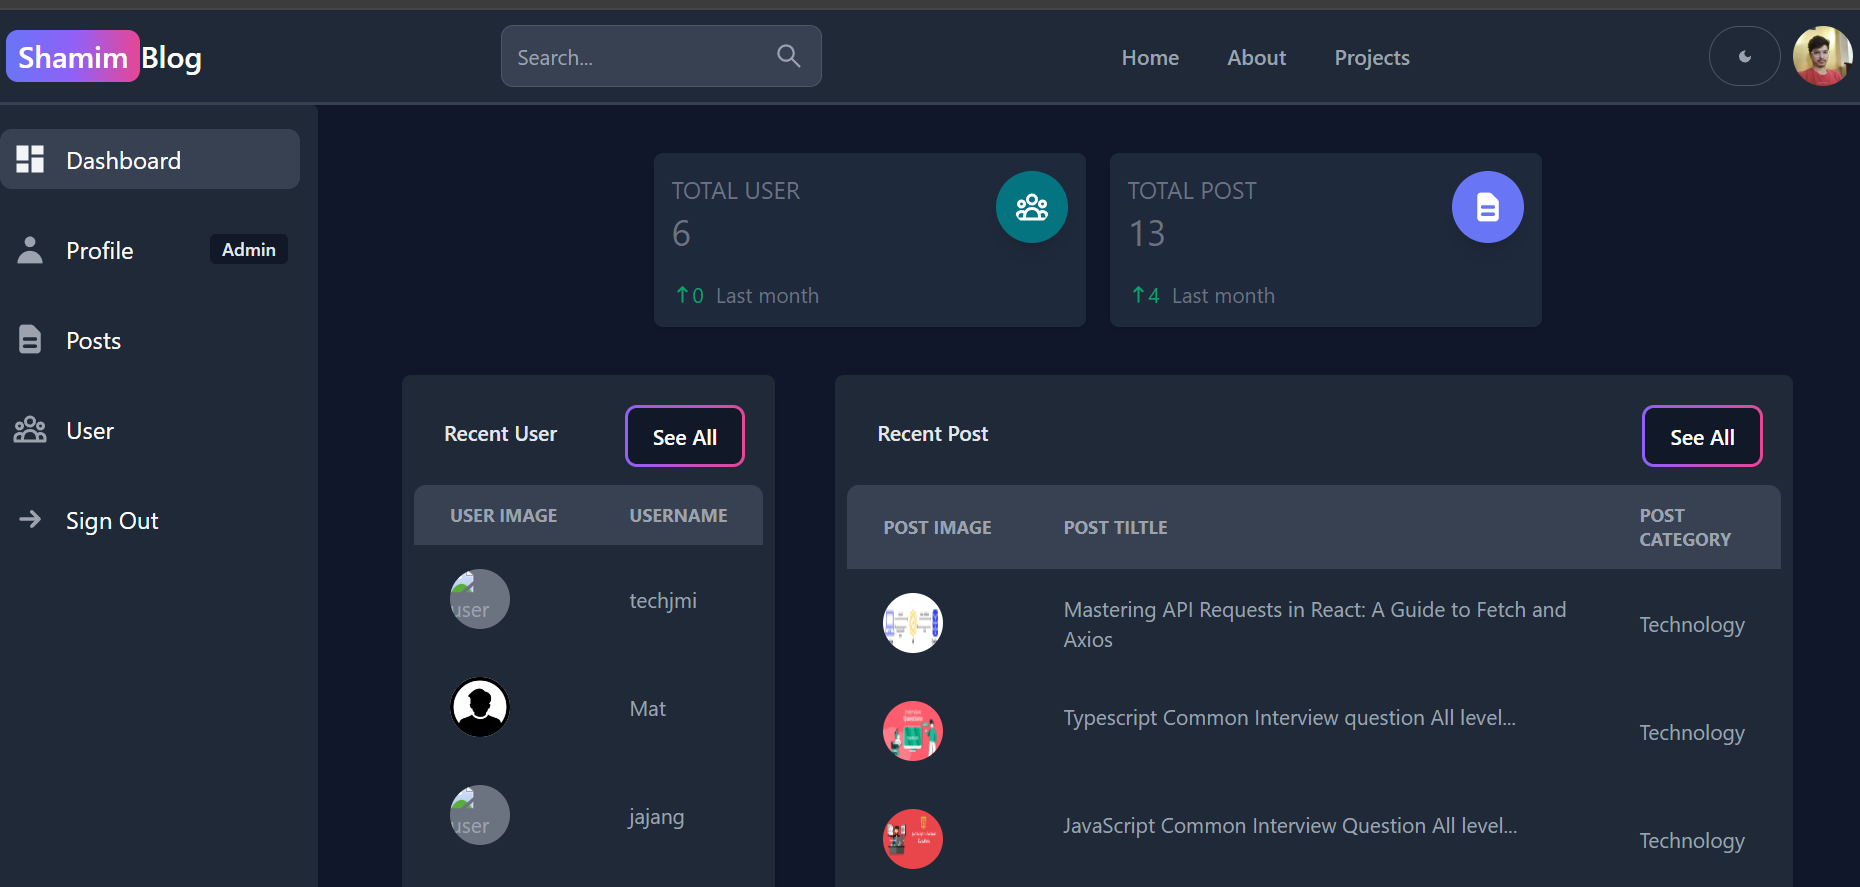 Shamim Blog
Search...
Home
About
Projects
Dashboard
Profile
Admin
Posts
User
Sign Out
TOTAL USER
6
0 Last month
TOTAL POST
13
4 Last month
Recent User
See All
USER IMAGE
USERNAME
user
techjmi
Mat
user
jajang
Recent Post
See All
POST IMAGE
POST TILTLE
POST
CATEGORY
Mastering API Requests in React: A Guide to Fetch and
Axios
Technology
Typescript Common Interview question All level...
Technology
JavaScript Common Interview Question All level...
Technology